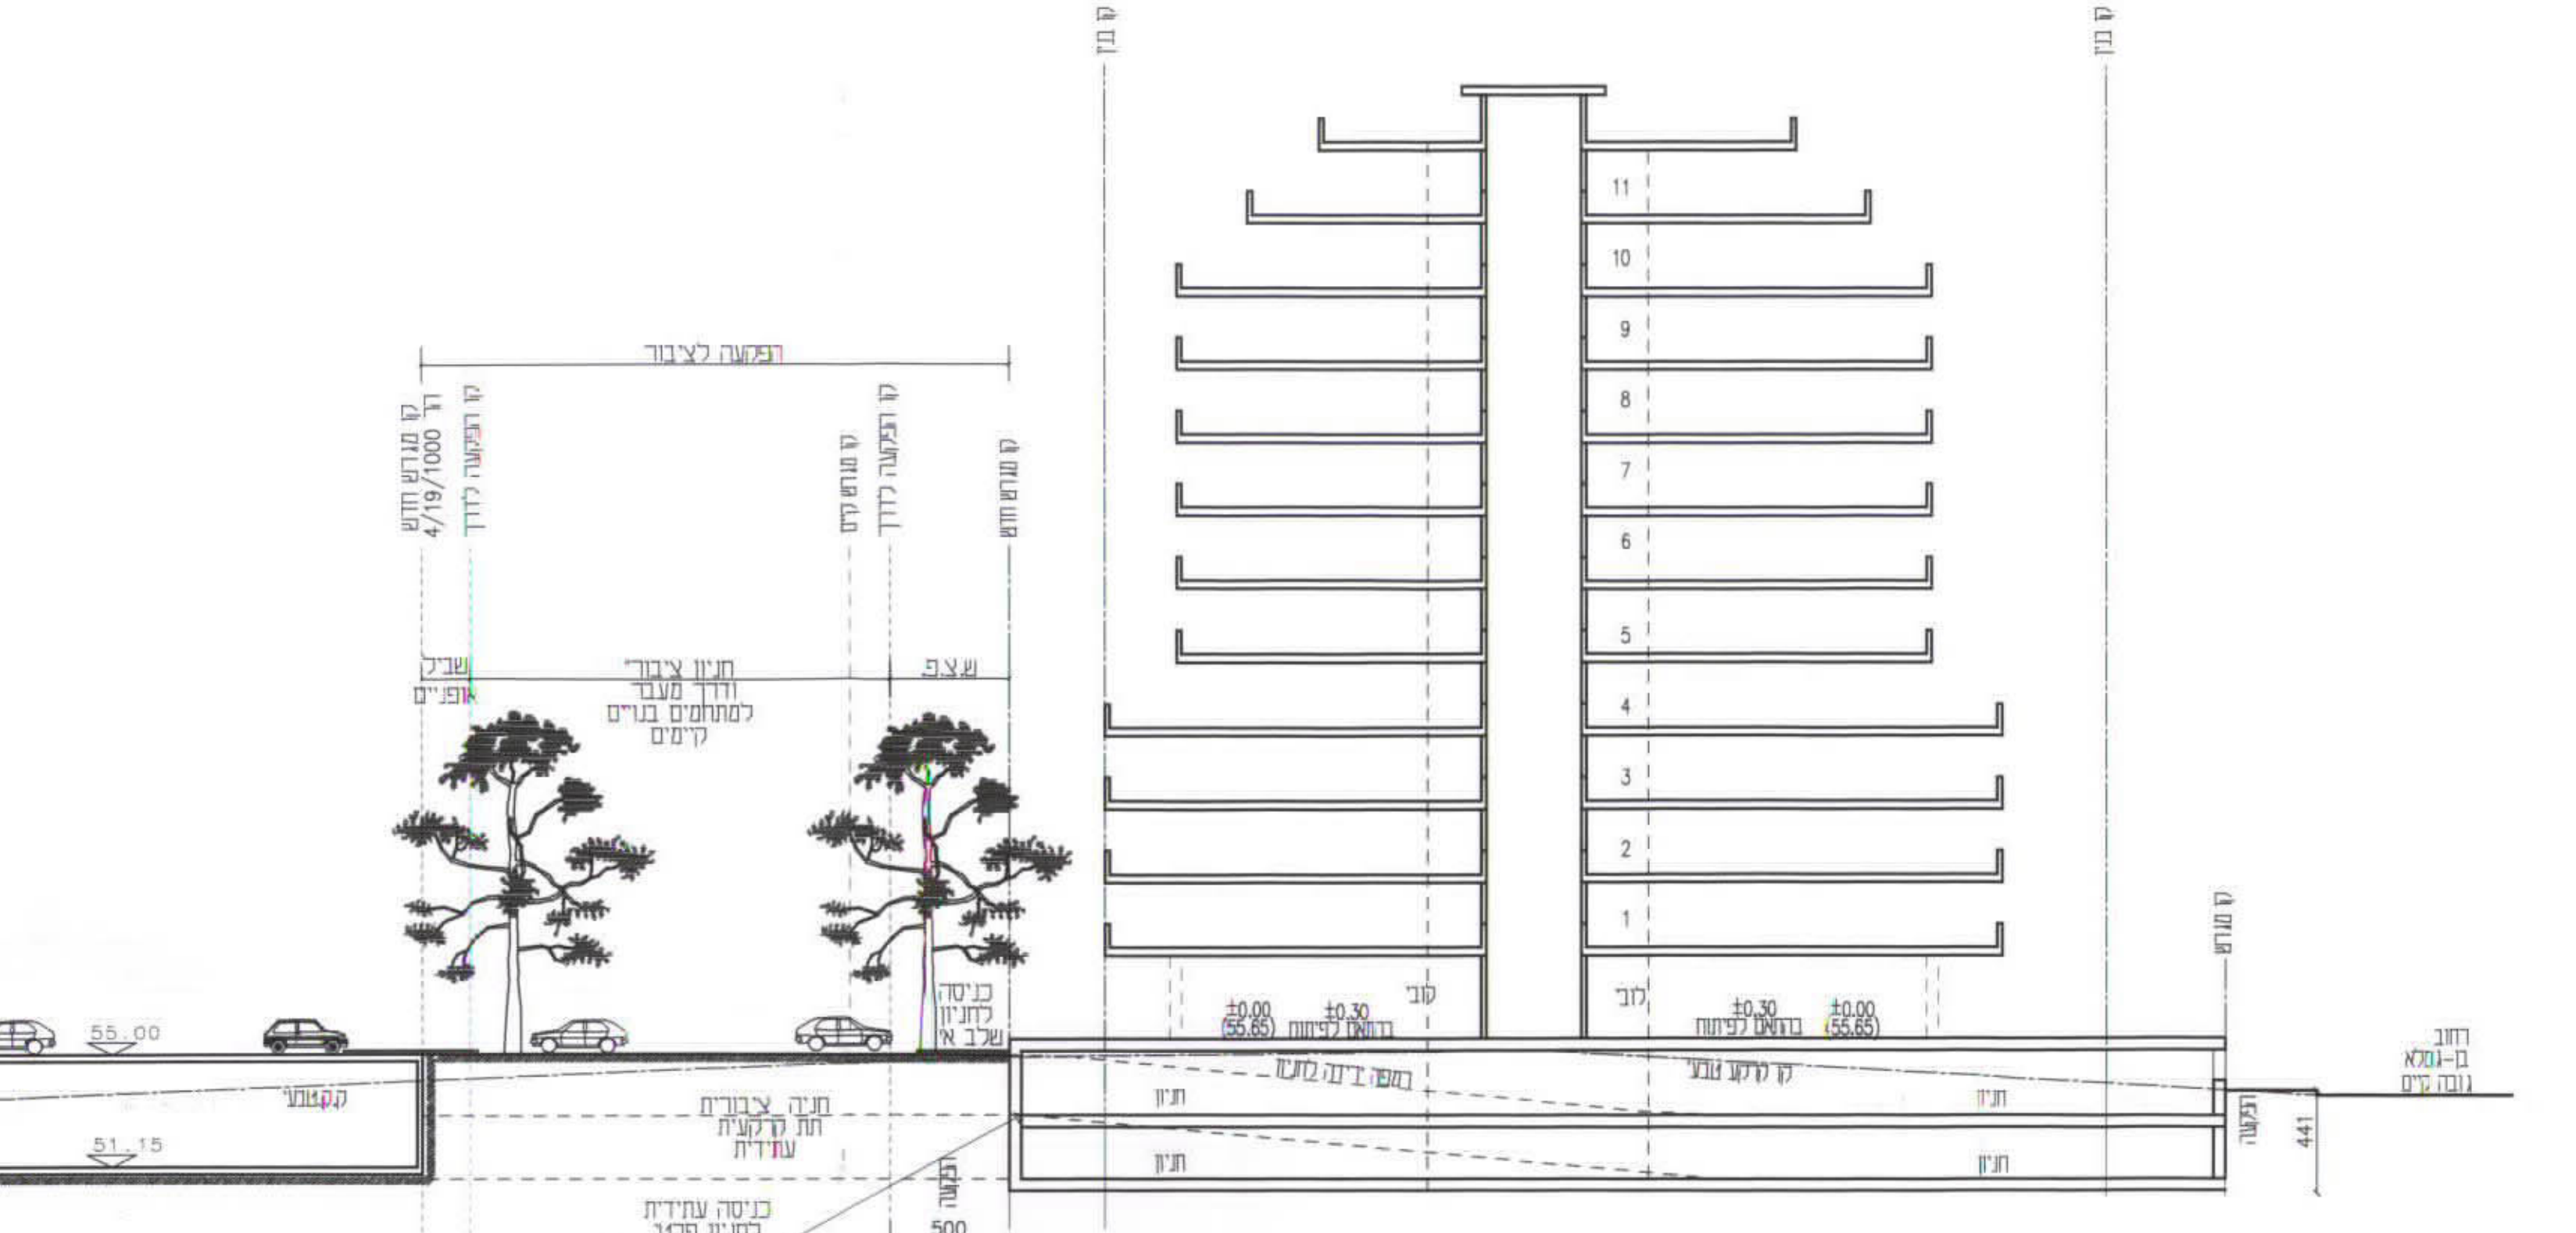 קו בנין
קו בנין
11
10
9
8
7
6
5
4
3
2
1
הפקעה לציבור
קו מגרש חדש
הר 4/19/1000
קו הפקעה לדרך
קו מגרש קיים
קו הפקעה לדרך
קו מגרש חדש
שביל
אופניים
חניון ציבורי
ודרך מעבר
למתחמים בנויים
קיימים
ש.צ.פ.
כניסה
לחניון
שלב א'
55.00
51.15
ק.ק.טבעי
חניה ציבורית
תת קרקעית
עתידית
כניסה עתידית
הפקעה
500
לובי
±0.00
(55.65)
±0.30
בהתאם לפיתוח
±0.30
בהתאם לפיתוח
±0.00
(55.65)
קו קרקע טבעי
חניון
חניון
חניון
חניון
קו מגרש
הפקעה
441
רחוב
בן-גמלא
גובה קיים